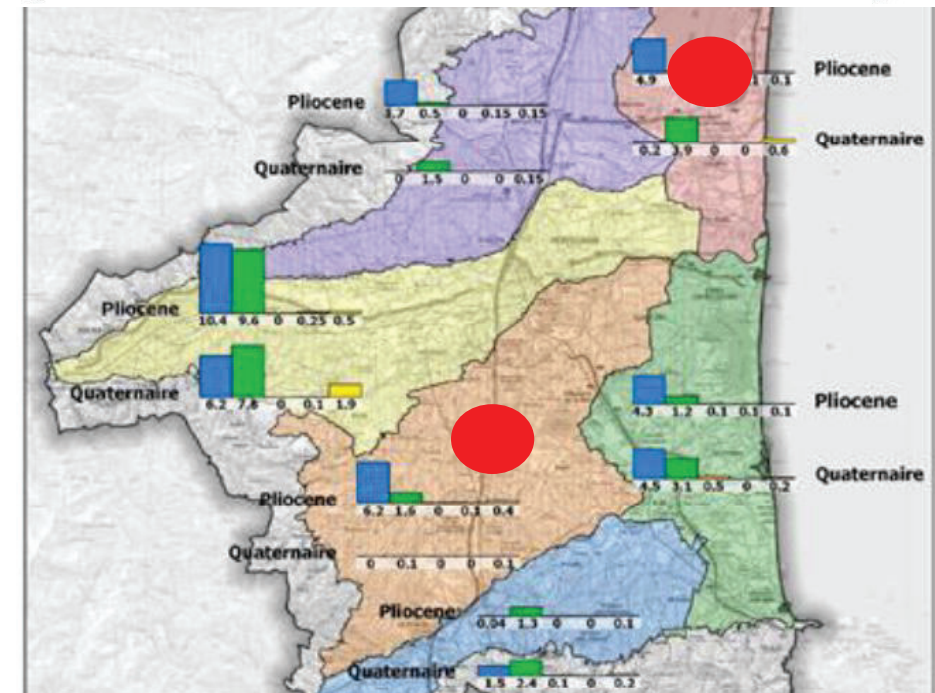 4.9 1 0.1 Pliocene
Pliocene 3.7 0.5 0 0.15 0.15
0.2 3.9 0 0 0.6 Quaternaire
Quaternaire 0 1.5 0 0 0.15
Pliocene 10.4 9.6 0 0.25 0.5
Quaternaire 6.2 7.8 0 0.1 1.9
4.3 1.2 0.1 0.1 0.1 Pliocene
4.5 3.1 0.5 0 0.2 Quaternaire
Pliocene 6.2 1.6 0 0.1 0.4
Quaternaire 0 0.1 0 0 0.1
Pliocene 0.04 1.3 0 0 0.1
Quaternaire 1.5 2.4 0.1 0 0.2